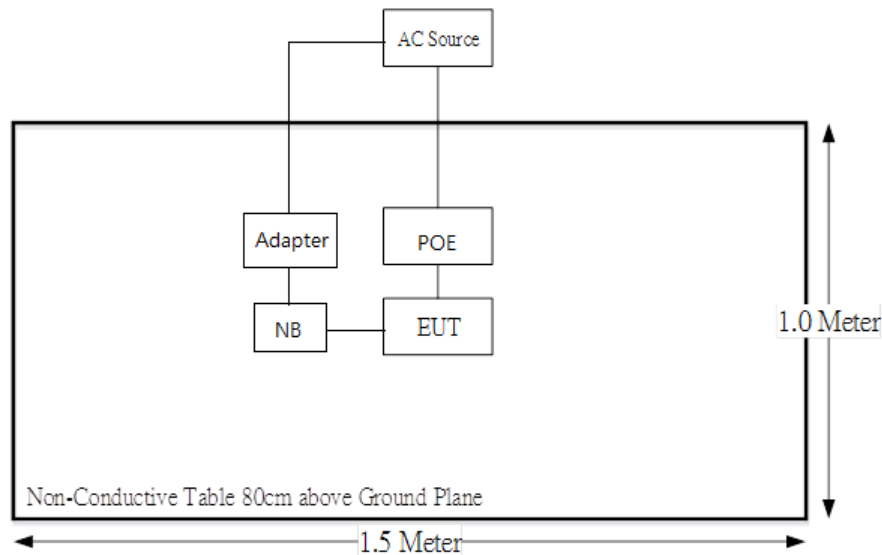 AC Source
Adapter
POE
NB
EUT
1.0 Meter
Non-Conductive Table 80cm above Ground Plane
1.5 Meter